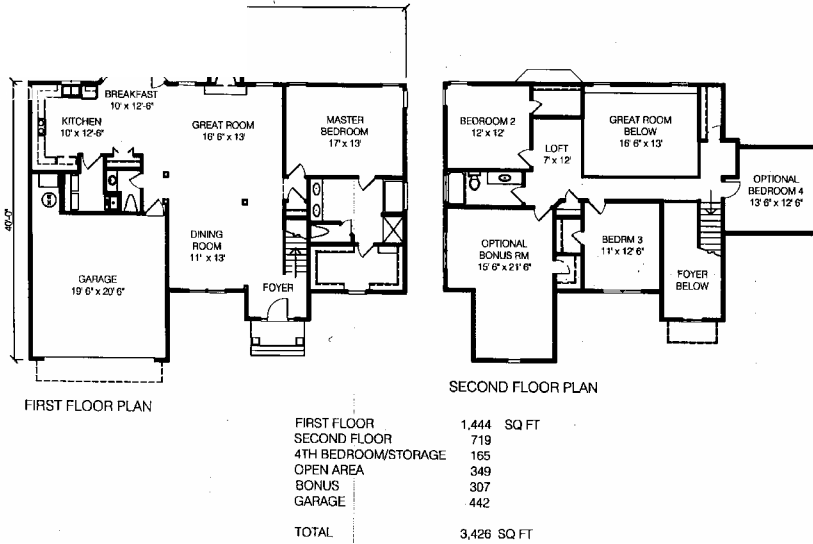 BREAKFAST
10' x 12'-6"
KITCHEN
10' x 12'-6"
GREAT ROOM
16' 6" x 13'
MASTER
BEDROOM
17' x 13'
40'-0"
DINING
ROOM
11' x 13'
GARAGE
19' 6" x 20' 6"
FOYER
FIRST FLOOR PLAN
BEDROOM 2
12' x 12'
LOFT
7' x 12'
GREAT ROOM
BELOW
16' 6" x 13'
OPTIONAL
BEDROOM 4
13' 6" x 12' 6"
OPTIONAL
BONUS RM
15' 6" x 21' 6"
BEDRM 3
11' x 12' 6"
FOYER
BELOW
SECOND FLOOR PLAN
FIRST FLOOR 1,444 SQ FT
SECOND FLOOR 719
4TH BEDROOM/STORAGE 165
OPEN AREA 349
BONUS 307
GARAGE 442
TOTAL 3,426 SQ FT